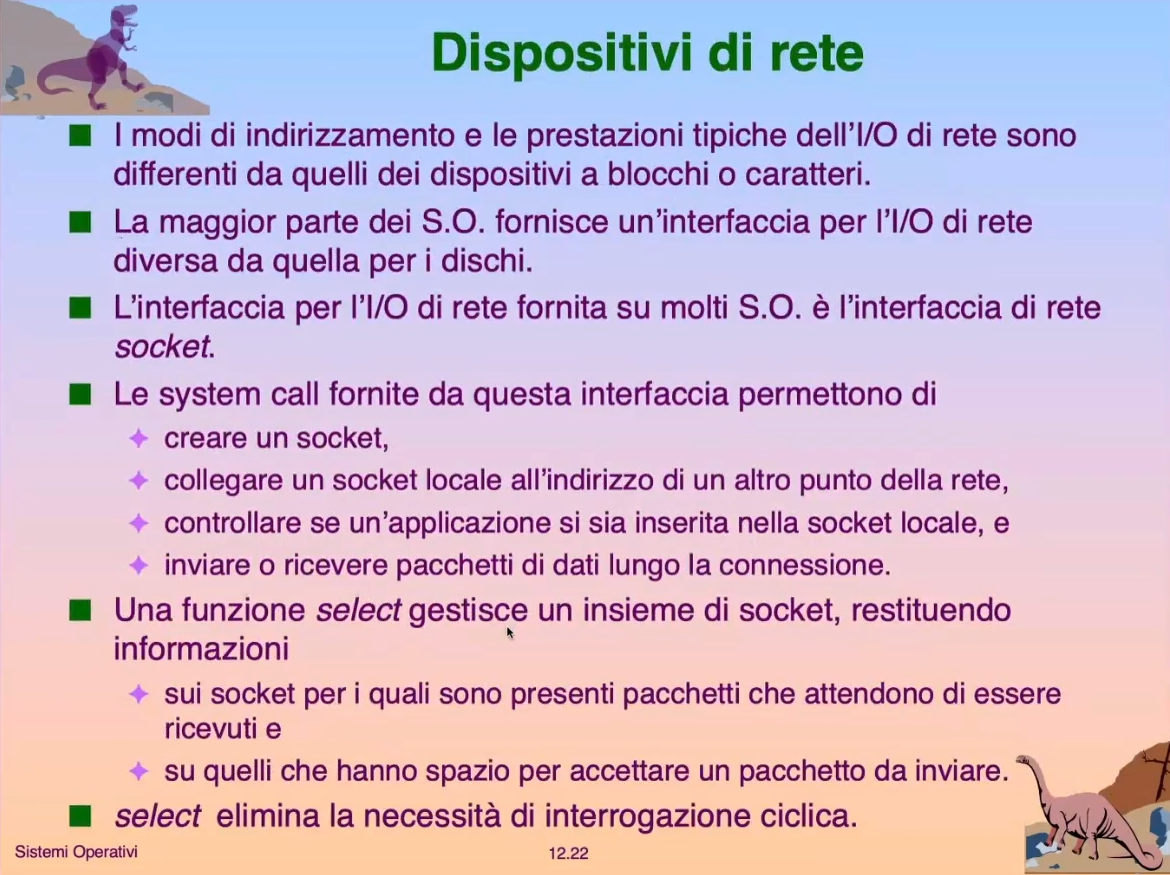 Dispositivi di rete
I modi di indirizzamento e le prestazioni tipiche dell'I/O di rete sono
differenti da quelli dei dispositivi a blocchi o caratteri.
La maggior parte dei S.O. fornisce un'interfaccia per l'I/O di rete
diversa da quella per i dischi.
L'interfaccia per l'I/O di rete fornita su molti S.O. è l'interfaccia di rete
socket.
Le system call fornite da questa interfaccia permettono di
creare un socket,
collegare un socket locale all'indirizzo di un altro punto della rete,
controllare se un'applicazione si sia inserita nella socket locale, e
inviare o ricevere pacchetti di dati lungo la connessione.
Una funzione select gestisce un insieme di socket, restituendo
informazioni
sui socket per i quali sono presenti pacchetti che attendono di essere
ricevuti e
su quelli che hanno spazio per accettare un pacchetto da inviare.
select elimina la necessità di interrogazione ciclica.
Sistemi Operativi
12.22